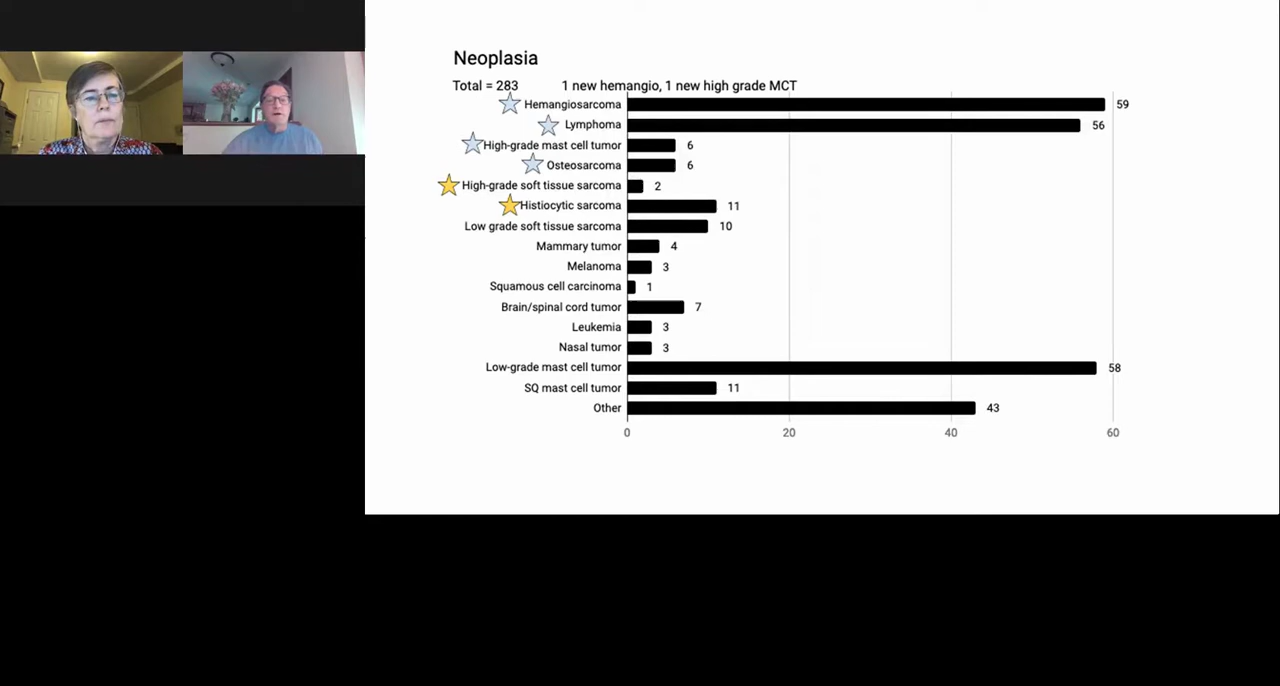 Neoplasia
Total = 283 1 new hemangio, 1 new high grade MCT
Hemangiosarcoma 59
Lymphoma 56
High-grade mast cell tumor 6
Osteosarcoma 6
High-grade soft tissue sarcoma 2
Histiocytic sarcoma 11
Low grade soft tissue sarcoma 10
Mammary tumor 4
Melanoma 3
Squamous cell carcinoma 1
Brain/spinal cord tumor 7
Leukemia 3
Nasal tumor 3
Low-grade mast cell tumor 58
SQ mast cell tumor 11
Other 43
0 20 40 60